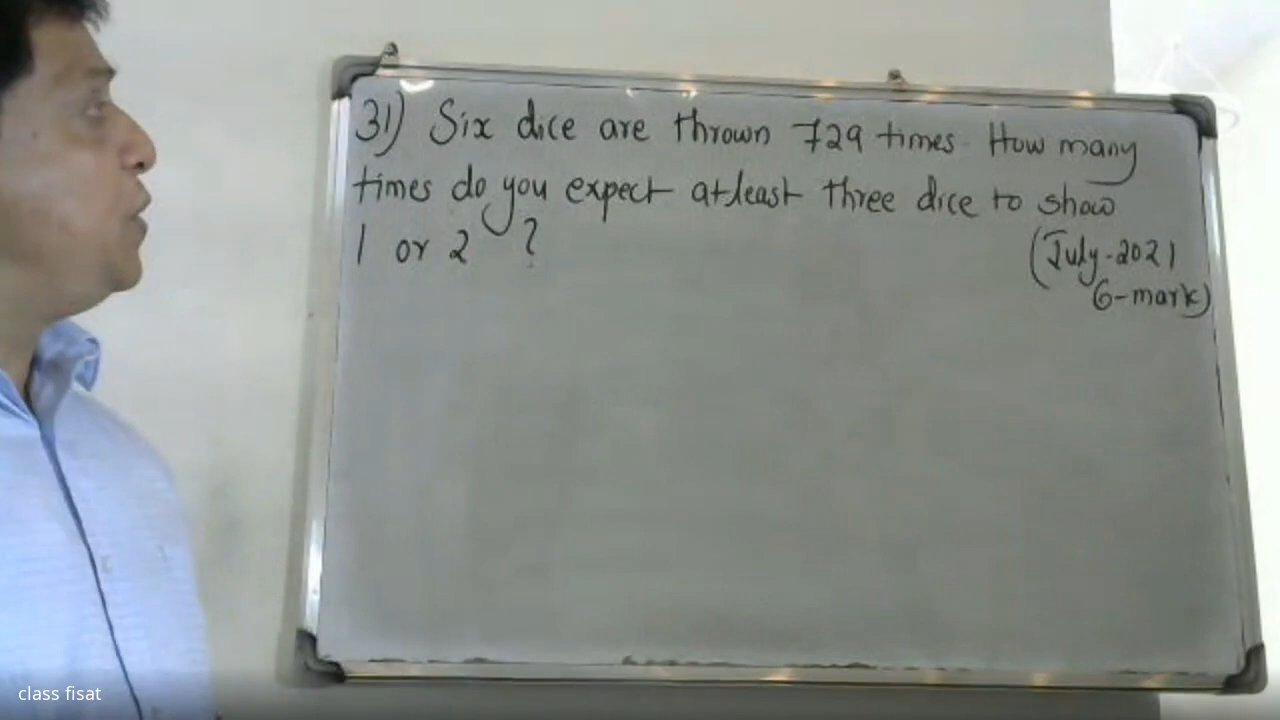 31) Six dice are thrown 729 times. How many
times do you expect atleast three dice to show
1 or 2 ?
(July-2021
6-mark)
class fisat